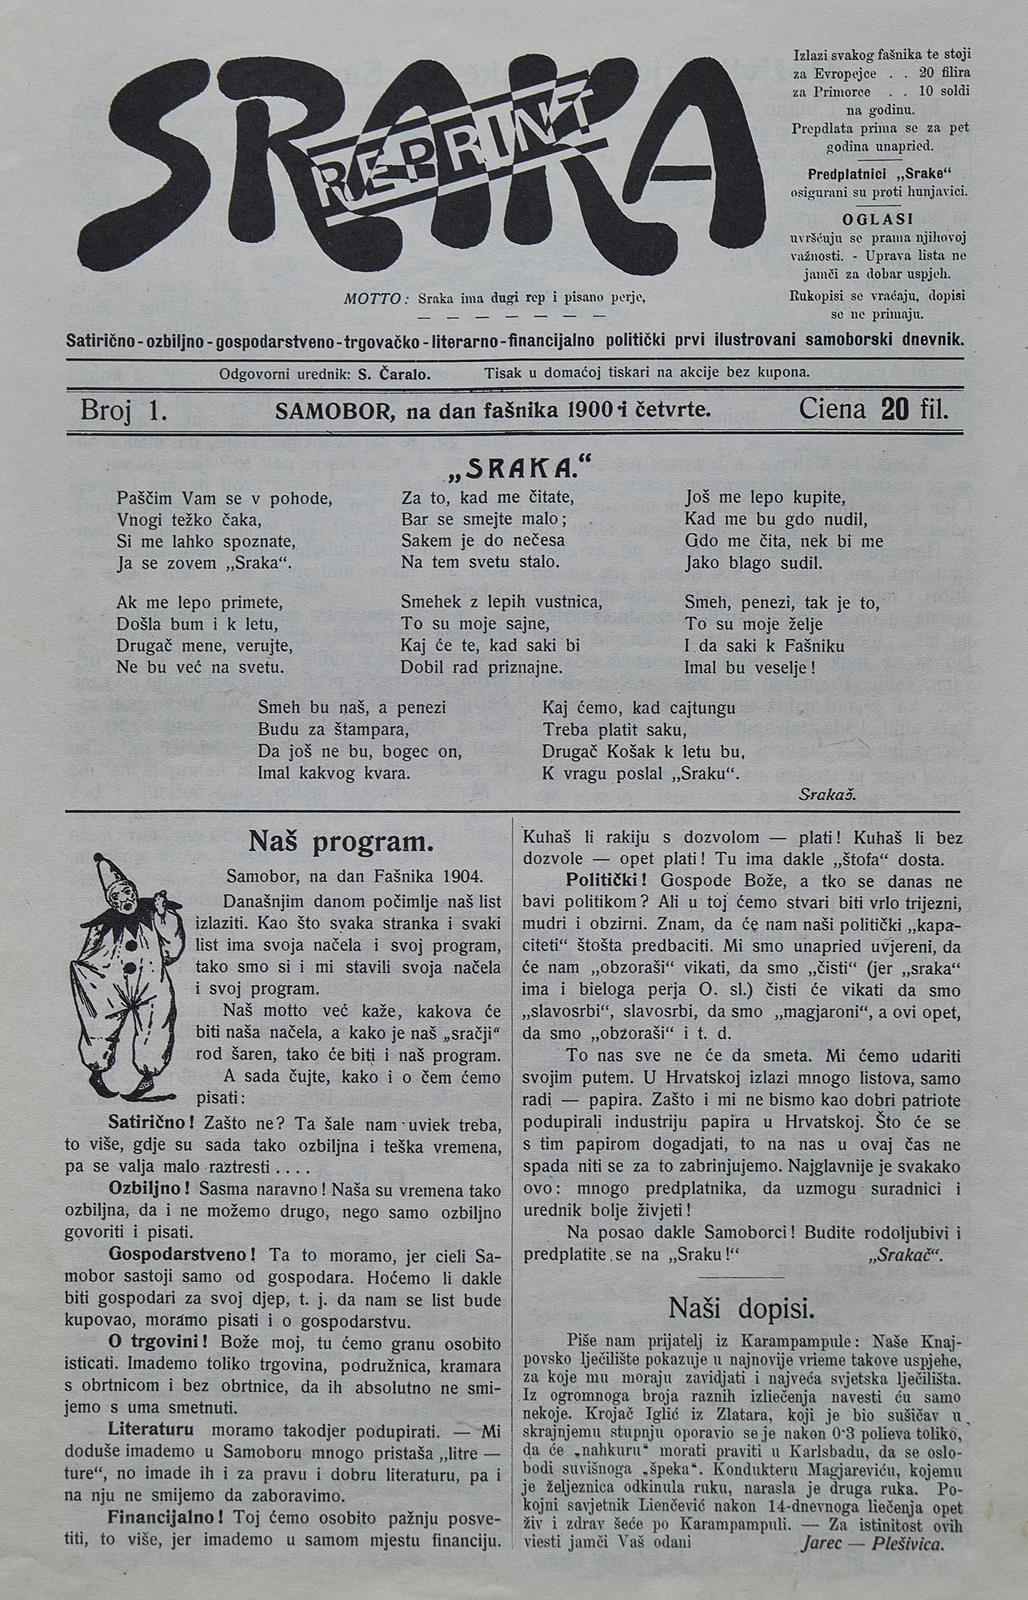 SRAKA
REPRINT
Izlazi svakog fašnika te stoji
za Evropejce . . 20 filira
za Primorce . . 10 soldi
na godinu.
Prepdlata prima se za pet
godina unapried.
Predplatnici „Srake“
osigurani su proti hunjavici.
OGLASI
uvršćuju se prama njihovoj
važnosti. - Uprava lista ne
jamči za dobar uspjeh.
Rukopisi se vraćaju, dopisi
se ne primaju.
MOTTO: Sraka ima dugi rep i pisano perje,
— — — — — — —
Satirično-ozbiljno-gospodarstveno-trgovačko-literarno-financijalno politički prvi ilustrovani samoborski dnevnik.
Odgovorni urednik: S. Čaralo. Tisak u domaćoj tiskari na akcije bez kupona.
Broj 1. SAMOBOR, na dan fašnika 1900·i četvrte. Ciena 20 fil.
„SRAKA.“
Paščim Vam se v pohode,
Vnogi težko čaka,
Si me lahko spoznate,
Ja se zovem „Sraka“.
Ak me lepo primete,
Došla bum i k letu,
Drugač mene, verujte,
Ne bu već na svetu.
Za to, kad me čitate,
Bar se smejte malo;
Sakem je do nečesa
Na tem svetu stalo.
Smehek z lepih vustnica,
To su moje sajne,
Kaj će te, kad saki bi
Dobil rad priznajne.
Još me lepo kupite,
Kad me bu gdo nudil,
Gdo me čita, nek bi me
Jako blago sudil.
Smeh, penezi, tak je to,
To su moje želje
I da saki k Fašniku
Imal bu veselje!
Smeh bu naš, a penezi
Budu za štampara,
Da još ne bu, bogec on,
Imal kakvog kvara.
Kaj ćemo, kad cajtungu
Treba platit saku,
Drugač Košak k letu bu,
K vragu poslal „Sraku“.
Srakaš.
Naš program.
Samobor, na dan Fašnika 1904.
Današnjim danom počimlje naš list
izlaziti. Kao što svaka stranka i svaki
list ima svoja načela i svoj program,
tako smo si i mi stavili svoja načela
i svoj program.
Naš motto već kaže, kakova će
biti naša načela, a kako je naš „sračji“
rod šaren, tako će biti i naš program.
A sada čujte, kako i o čem ćemo
pisati:
Satirično! Zašto ne? Ta šale nam uviek treba,
to više, gdje su sada tako ozbiljna i teška vremena,
pa se valja malo raztresti . . . .
Ozbiljno! Sasma naravno! Naša su vremena tako
ozbiljna, da i ne možemo drugo, nego samo ozbiljno
govoriti i pisati.
Gospodarstveno! Ta to moramo, jer cieli Sa-
mobor sastoji samo od gospodara. Hoćemo li dakle
biti gospodari za svoj djep, t. j. da nam se list bude
kupovao, moramo pisati i o gospodarstvu.
O trgovini! Bože moj, tu ćemo granu osobito
isticati. Imademo toliko trgovina, podružnica, kramara
s obrtnicom i bez obrtnice, da ih absolutno ne smi-
jemo s uma smetnuti.
Literaturu moramo takodjer podupirati. — Mi
doduše imademo u Samoboru mnogo pristaša „litre —
ture“, no imade ih i za pravu i dobru literaturu, pa i
na nju ne smijemo da zaboravimo.
Financijalno! Toj ćemo osobito pažnju posve-
titi, to više, jer imademo u samom mjestu financiju.
Kuhaš li rakiju s dozvolom — plati! Kuhaš li bez
dozvole — opet plati! Tu ima dakle „štofa“ dosta.
Politički! Gospode Bože, a tko se danas ne
bavi politikom? Ali u toj ćemo stvari biti vrlo trijezni,
mudri i obzirni. Znam, da će nam naši politički „kapa-
citeti“ štošta predbaciti. Mi smo unapried uvjereni, da
će nam „obzoraši“ vikati, da smo „čisti“ (jer „sraka“
ima i bieloga perja O. sl.) čisti će vikati da smo
„slavosrbi“, slavosrbi, da smo „magjaroni“, a ovi opet,
da smo „obzoraši“ i t. d.
To nas sve ne će da smeta. Mi ćemo udariti
svojim putem. U Hrvatskoj izlazi mnogo listova, samo
radi — papira. Zašto i mi ne bismo kao dobri patriote
podupirali industriju papira u Hrvatskoj. Što će se
s tim papirom dogadjati, to na nas u ovaj čas ne
spada niti se za to zabrinjujemo. Najglavnije je svakako
ovo: mnogo predplatnika, da uzmogu suradnici i
urednik bolje živjeti!
Na posao dakle Samoborci! Budite rodoljubivi i
predplatite se na „Sraku!“ „Srakač“.
Naši dopisi.
Piše nam prijatelj iz Karampampule: Naše Knaj-
povsko lječilište pokazuje u najnovije vrieme takove uspjehe,
za koje mu moraju zavidjati i najveća svjetska lječilišta.
Iz ogromnoga broja raznih izliečenja navesti ću samo
nekoje. Krojač Iglić iz Zlatara, koji je bio sušičav u
skrajnjemu stupnju oporavio se je nakon 0·3 polieva toliko,
da će „nahkuru“ morati praviti u Karlsbadu, da se oslo-
bodi suvišnoga „špeka“. Kondukteru Magjareviću, kojemu
je željeznica odkinula ruku, narasla je druga ruka. Po-
kojni savjetnik Lienčević nakon 14-dnevnoga liečenja opet
živ i zdrav šeće po Karampampuli. — Za istinitost ovih
viesti jamči Vaš odani Jarec — Plešivica.